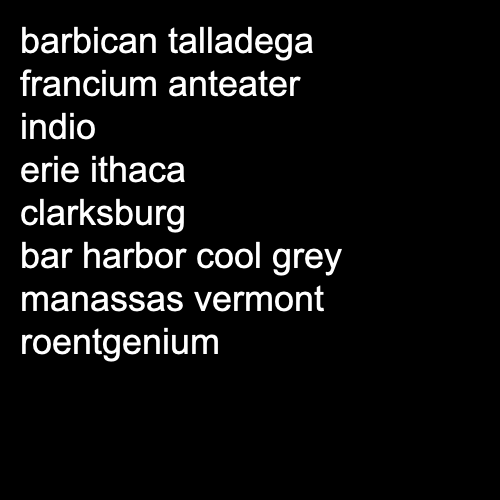 barbican talladega
francium anteater
indio
erie ithaca
clarksburg
bar harbor cool grey
manassas vermont
roentgenium